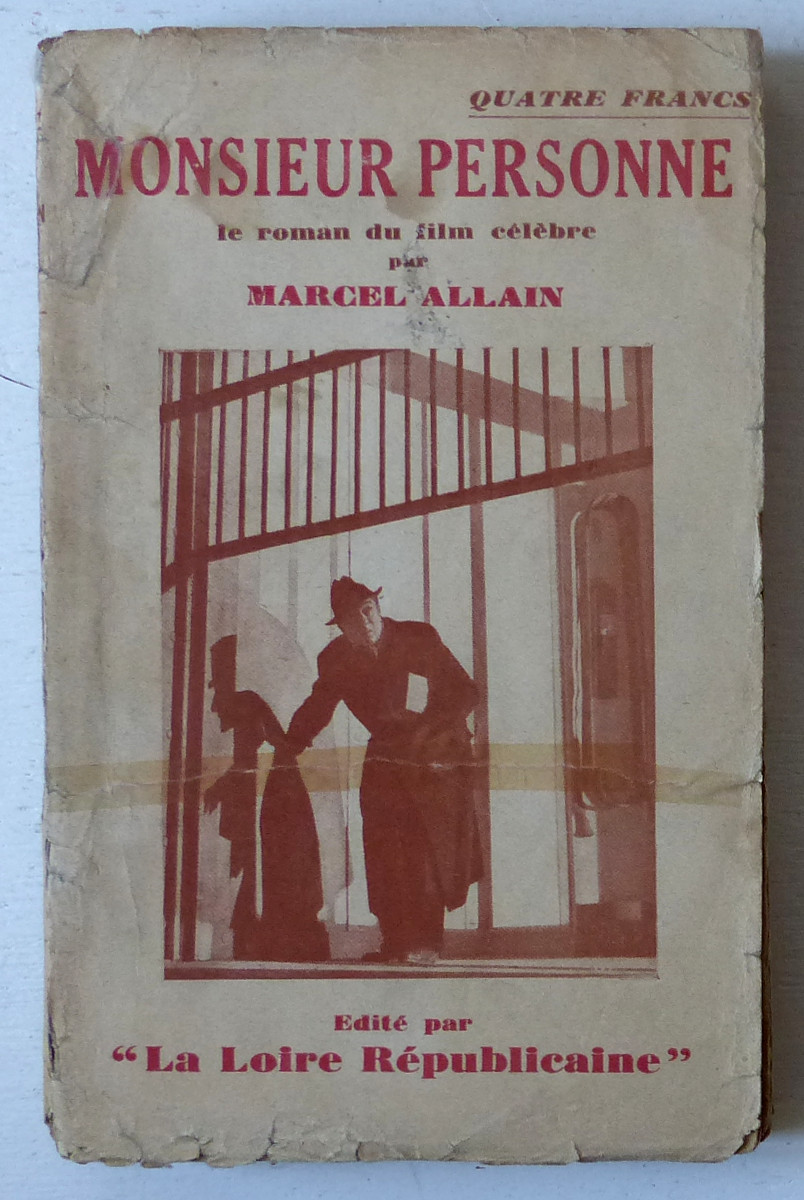 QUATRE FRANCS
MONSIEUR PERSONNE
le roman du film célèbre
par
MARCEL ALLAIN
Edité par
“La Loire Républicaine”